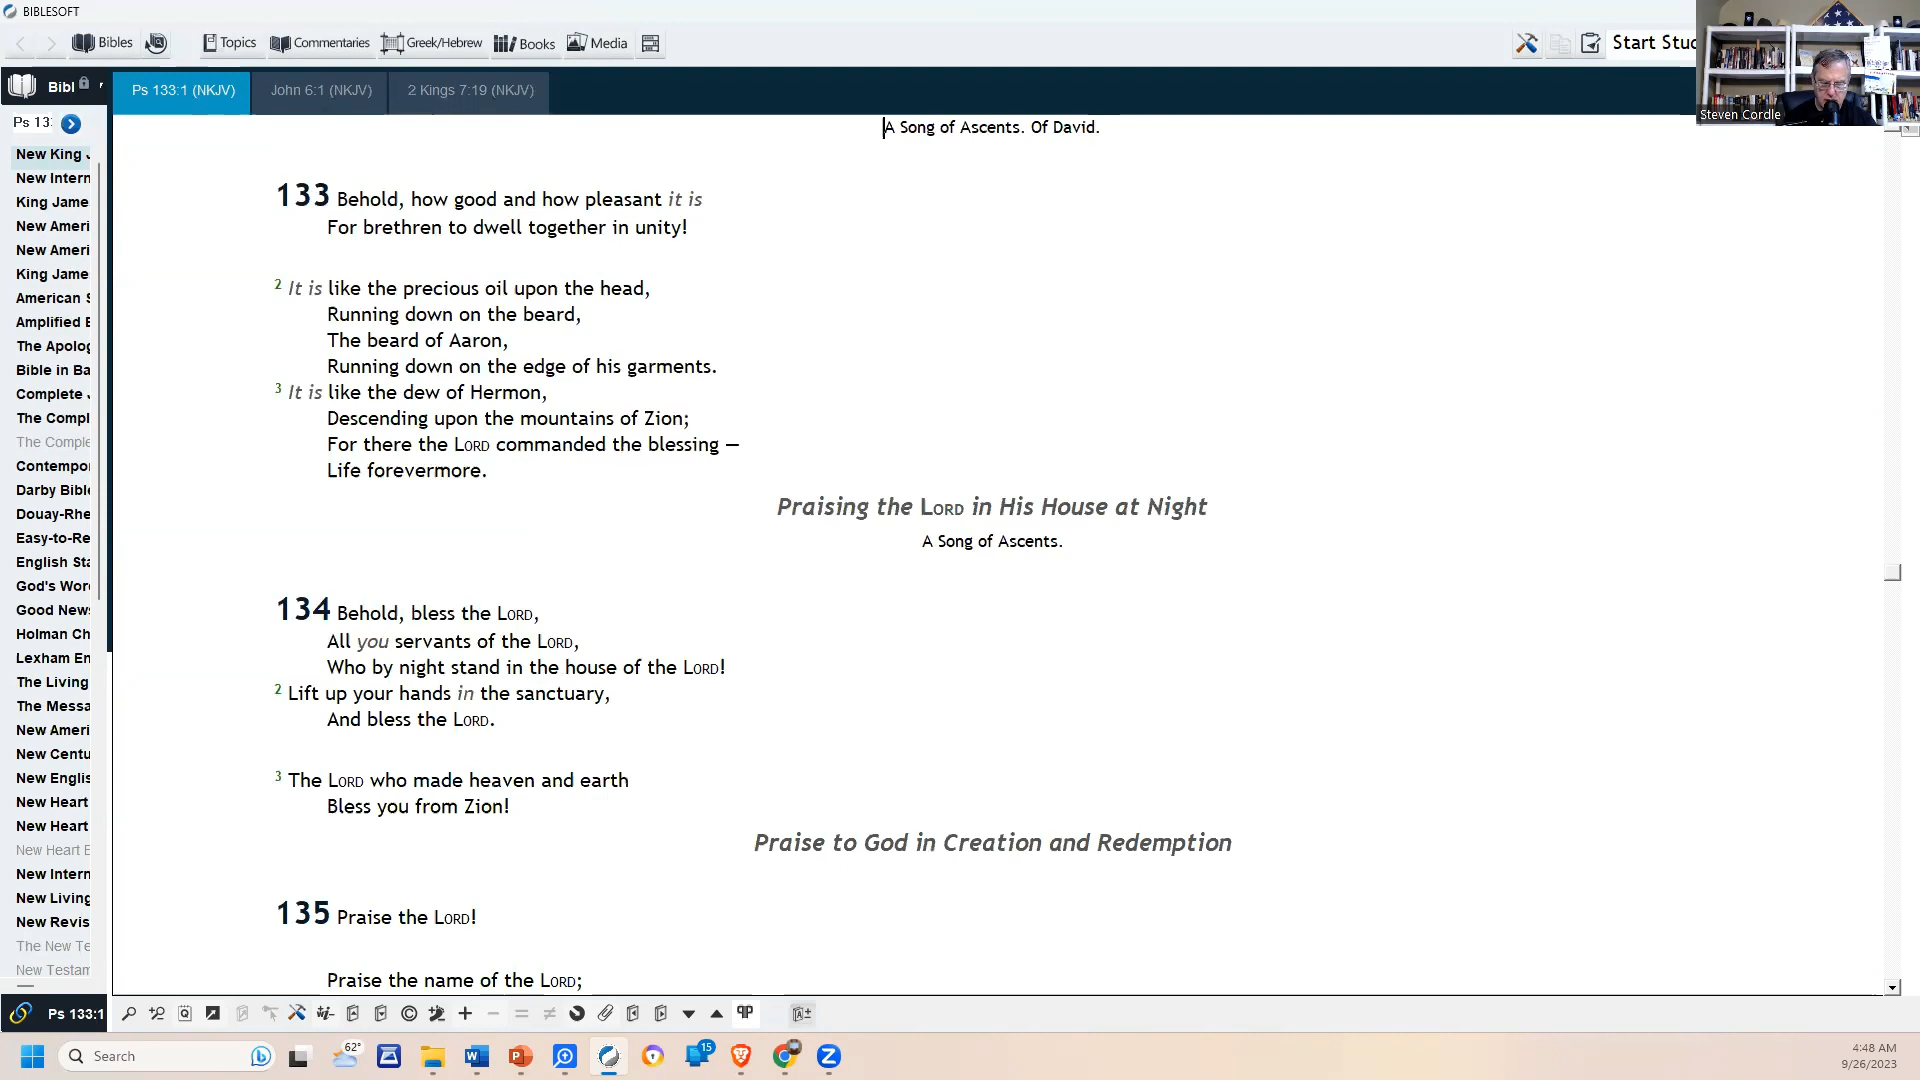 BIBLESOFT
Bibles
Topics
Commentaries
Greek/Hebrew
Books
Media
Start Stud
Steven Cordle
Bibl
Ps 133:1 (NKJV)
John 6:1 (NKJV)
2 Kings 7:19 (NKJV)
Ps 13
New King J
New Intern
King Jame
New Ameri
New Ameri
King Jame
American S
Amplified B
The Apolog
Bible in Ba
Complete J
The Compl
The Comple
Contempo
Darby Bible
Douay-Rhe
Easy-to-Re
English Sta
God's Wor
Good News
Holman Ch
Lexham En
The Living
The Messa
New Ameri
New Centu
New Englis
New Heart
New Heart
New Heart E
New Intern
New Living
New Revis
The New Te
New Testam
Ps 133:1
A Song of Ascents. Of David.
133 Behold, how good and how pleasant it is
For brethren to dwell together in unity!
2 It is like the precious oil upon the head,
Running down on the beard,
The beard of Aaron,
Running down on the edge of his garments.
3 It is like the dew of Hermon,
Descending upon the mountains of Zion;
For there the LORD commanded the blessing —
Life forevermore.
Praising the LORD in His House at Night
A Song of Ascents.
134 Behold, bless the LORD,
All you servants of the LORD,
Who by night stand in the house of the LORD!
2 Lift up your hands in the sanctuary,
And bless the LORD.
3 The LORD who made heaven and earth
Bless you from Zion!
Praise to God in Creation and Redemption
135 Praise the LORD!
Praise the name of the LORD;
Search
62°
15
4:48 AM
9/26/2023